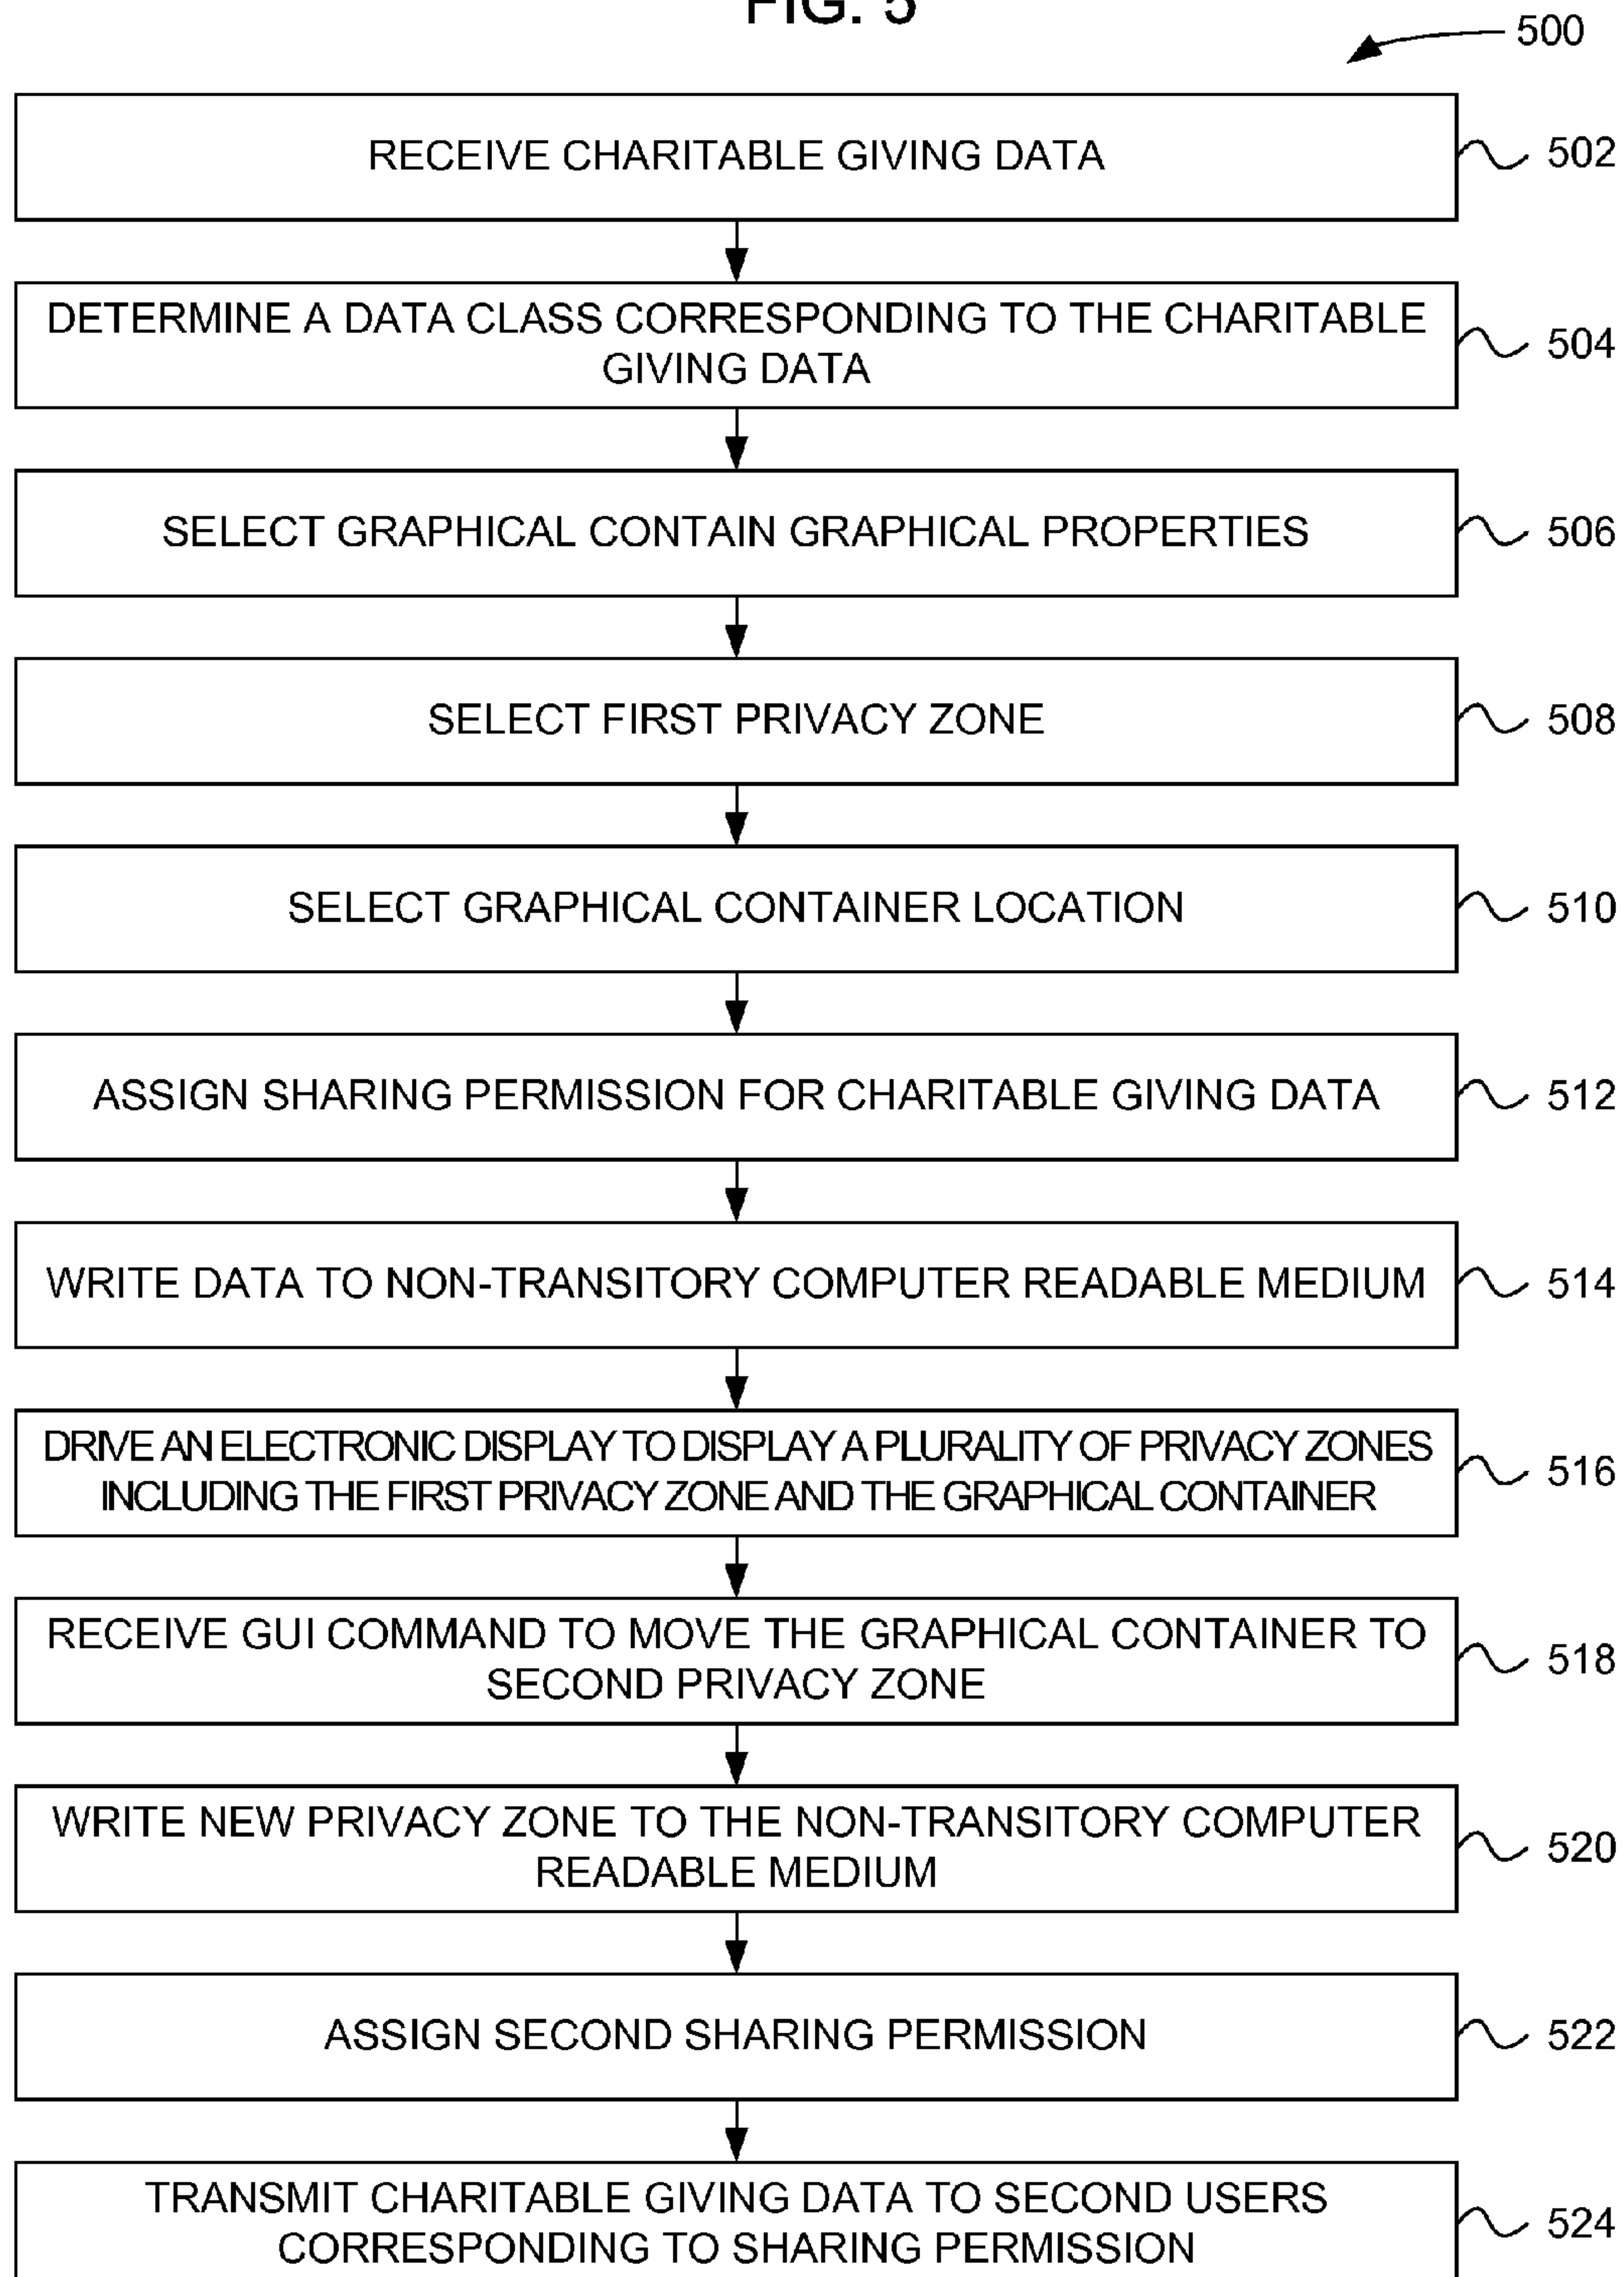 FIG. 5
500
RECEIVE CHARITABLE GIVING DATA
502
DETERMINE A DATA CLASS CORRESPONDING TO THE CHARITABLE
GIVING DATA
504
SELECT GRAPHICAL CONTAIN GRAPHICAL PROPERTIES
506
SELECT FIRST PRIVACY ZONE
508
SELECT GRAPHICAL CONTAINER LOCATION
510
ASSIGN SHARING PERMISSION FOR CHARITABLE GIVING DATA
512
WRITE DATA TO NON-TRANSITORY COMPUTER READABLE MEDIUM
514
DRIVE AN ELECTRONIC DISPLAY TO DISPLAY A PLURALITY OF PRIVACY ZONES
INCLUDING THE FIRST PRIVACY ZONE AND THE GRAPHICAL CONTAINER
516
RECEIVE GUI COMMAND TO MOVE THE GRAPHICAL CONTAINER TO
SECOND PRIVACY ZONE
518
WRITE NEW PRIVACY ZONE TO THE NON-TRANSITORY COMPUTER
READABLE MEDIUM
520
ASSIGN SECOND SHARING PERMISSION
522
TRANSMIT CHARITABLE GIVING DATA TO SECOND USERS
CORRESPONDING TO SHARING PERMISSION
524